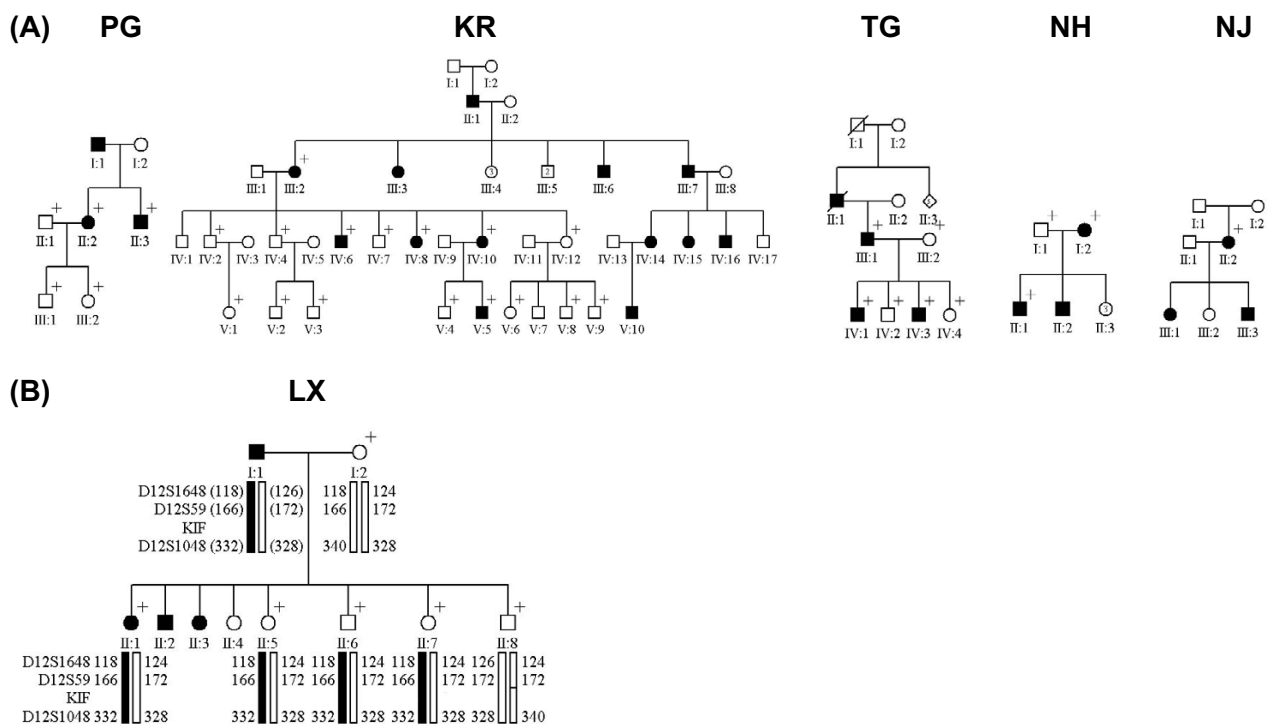 (A) PG KR TG NH NJ
I:1 I:2
II:1 II:2
III:1 III:2 + III:3 3 III:4 2 III:5 III:6 III:7 III:8
IV:1 IV:2 + IV:3 IV:4 + IV:5 IV:6 + IV:7 + IV:8 + IV:9 IV:10 + IV:11 IV:12 + IV:13 IV:14 IV:15 IV:16 IV:17
V:1 + V:2 + V:3 + V:4 + V:5 + V:6 + V:7 V:8 + V:9 + V:10
I:1 I:2
II:1 + II:2 + II:3 +
III:1 + III:2 +
I:1 I:2
II:1 II:2 II:3
III:1 + III:2 +
IV:1 + IV:2 + IV:3 + IV:4 +
I:1 + I:2 +
II:1 + II:2 3 II:3
I:1 I:2
II:1 II:2 +
III:1 III:2 III:3
(B) LX
I:1 I:2 +
D12S1648 (118) (126) 118 124
D12S59 (166) (172) 166 172
KIF
D12S1048 (332) (328) 340 328
II:1 + II:2 + II:3 II:4 II:5 + II:6 + II:7 + II:8 +
D12S1648 118 124 118 124 118 124 118 124 126 124
D12S59 166 172 166 172 166 172 166 172 172 172
KIF
D12S1048 332 328 332 328 332 328 332 328 328 340